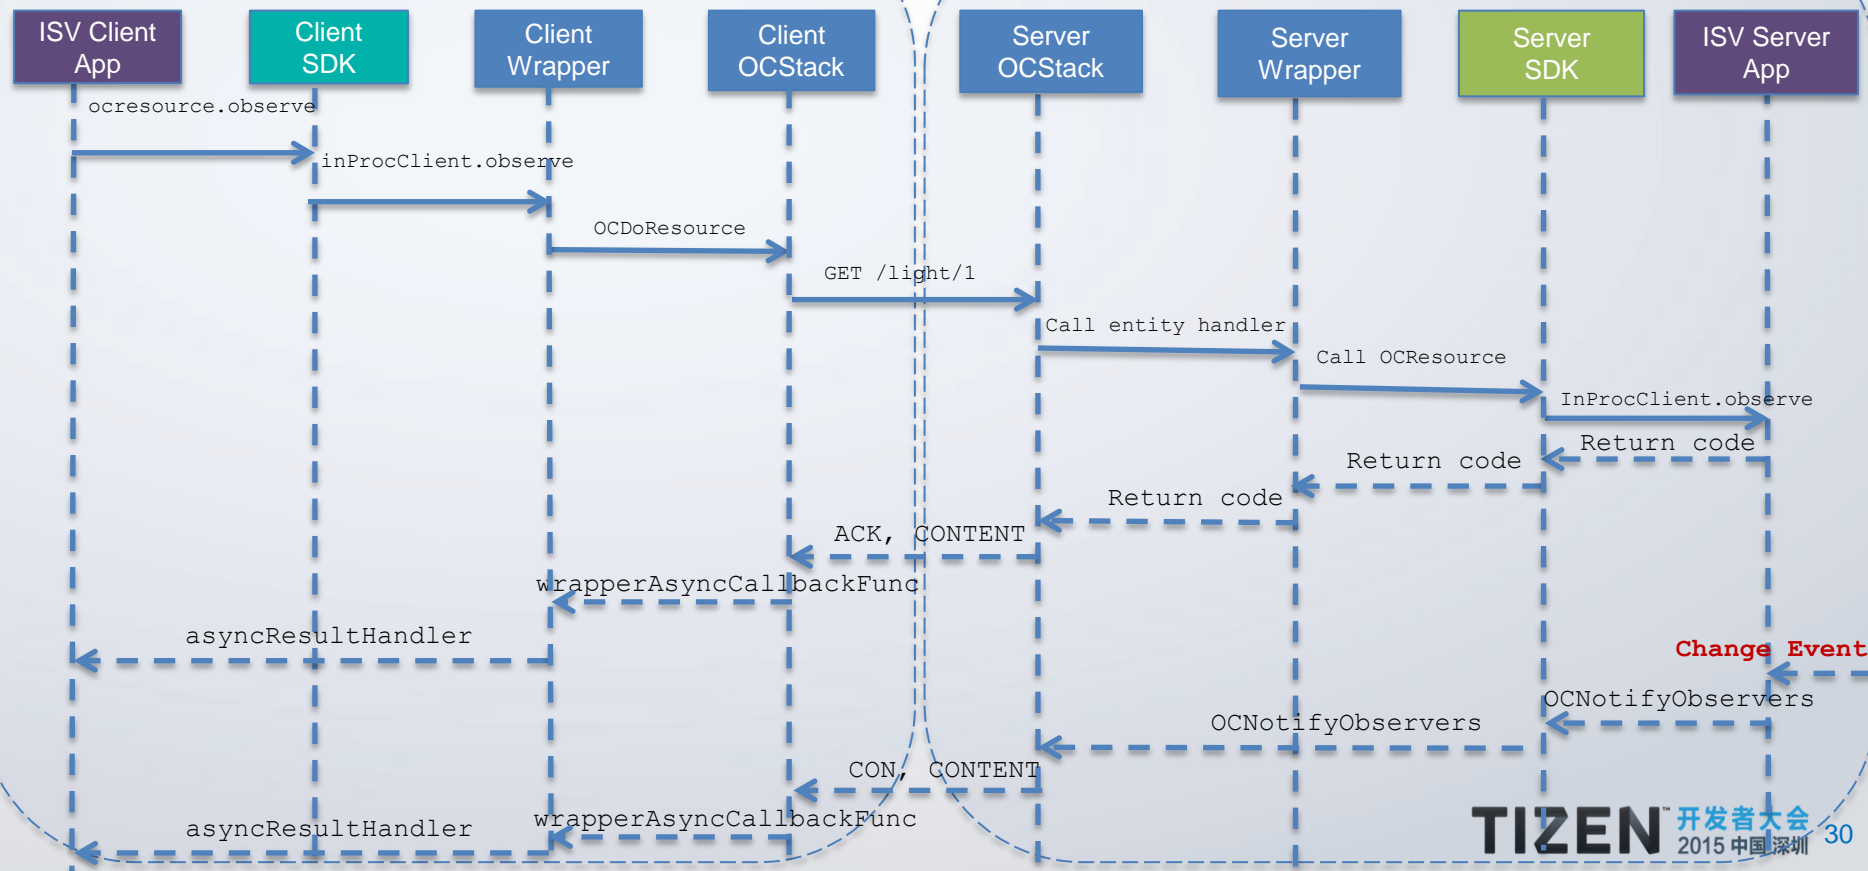 ISV Client
App
Client
SDK
Client
Wrapper
Client
OCStack
Server
OCStack
Server
Wrapper
Server
SDK
ISV Server
App
ocresource.observe
inProcClient.observe
OCDoResource
GET /light/1
Call entity handler
Call OCResource
InProcClient.observe
Return code
Return code
Return code
ACK, CONTENT
wrapperAsyncCallbackFunc
asyncResultHandler
Change Event
OCNotifyObservers
OCNotifyObservers
CON, CONTENT
wrapperAsyncCallbackFunc
asyncResultHandler
TIZEN™ 开发者大会
2015 中国 深圳
30